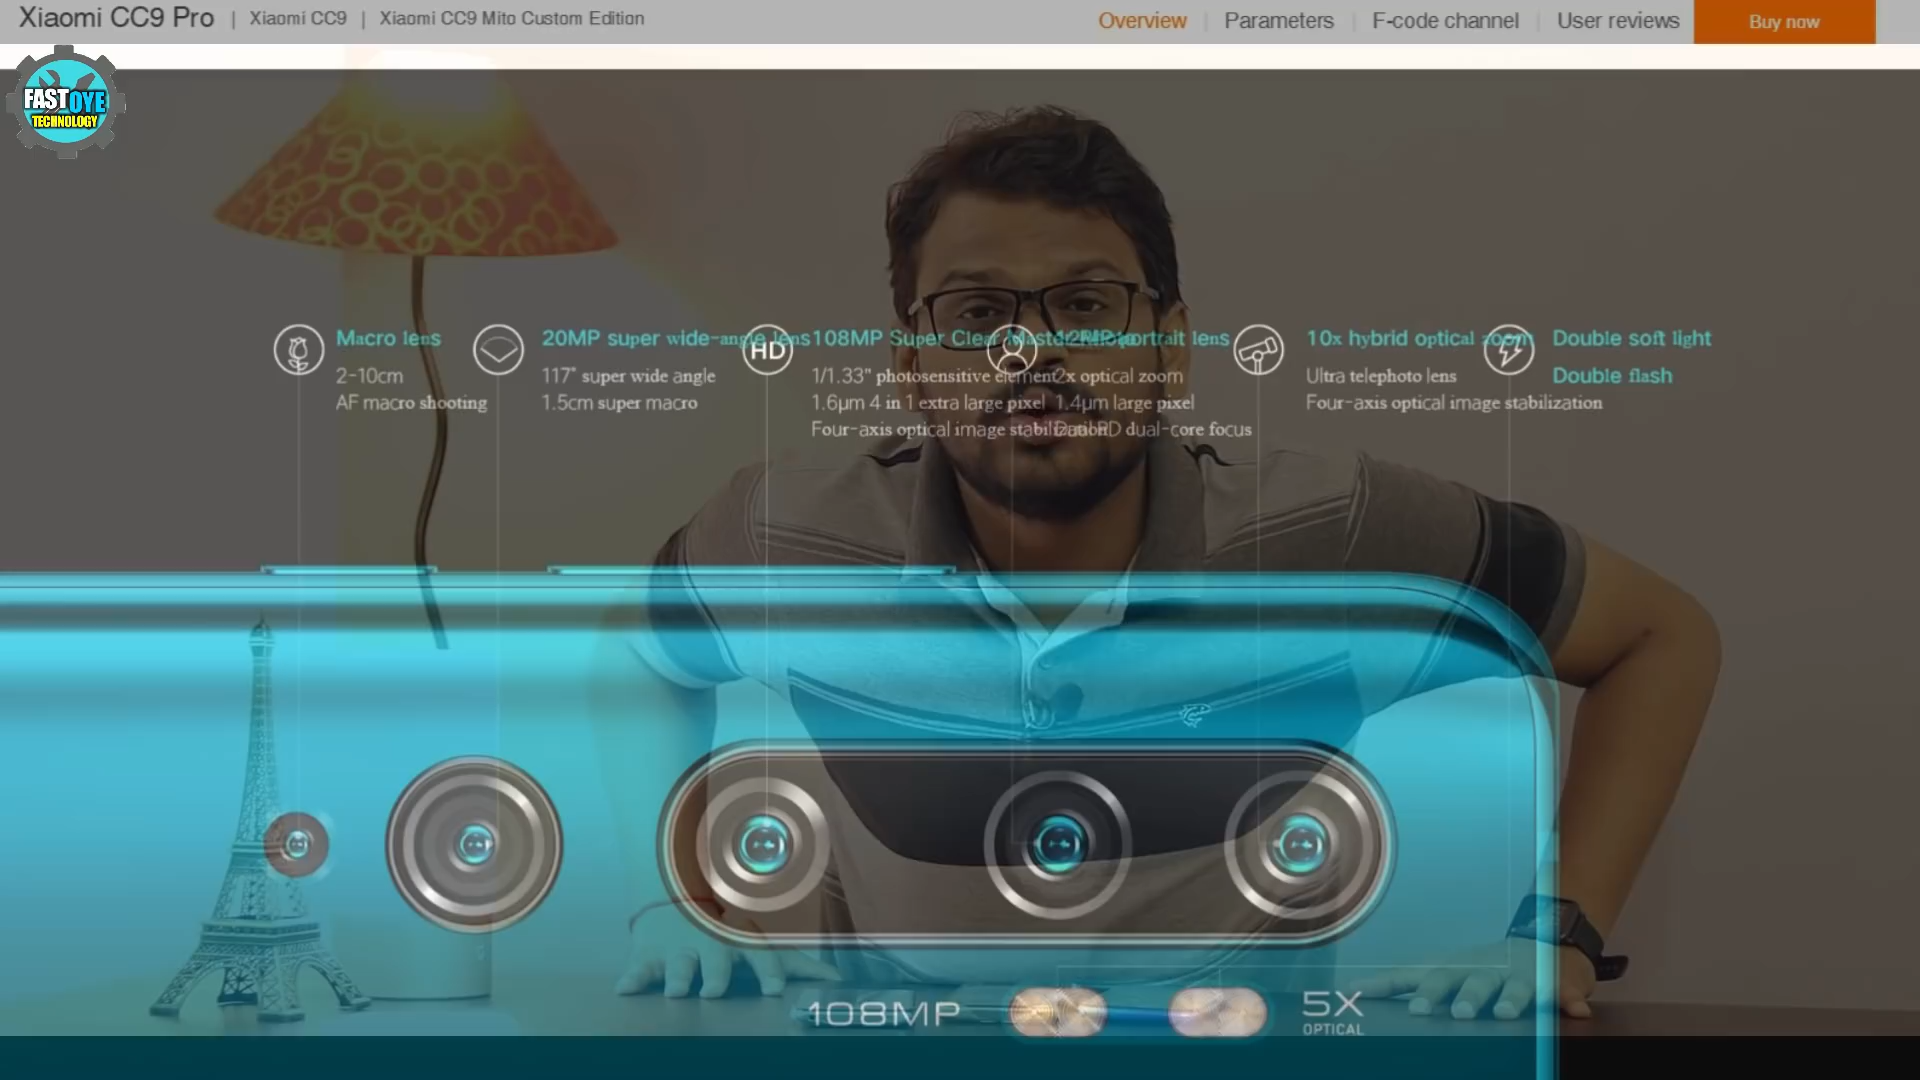 Xiaomi CC9 Pro | Xiaomi CC9 | Xiaomi CC9 Mito Custom Edition
Overview
Parameters
F-code channel
User reviews
Buy now
FAST OYE
TECHNOLOGY
Macro lens
2-10cm
AF macro shooting
20MP super wide-angle lens
117° super wide angle
1.5cm super macro
HD
108MP Super Clear
1/1.33" photosensitive element
1.6μm 4 in 1 extra large pixel
Four-axis optical image stabilization
12MP portrait lens
2x optical zoom
1.4μm large pixel
Dual PD dual-core focus
10x hybrid optical zoom
Ultra telephoto lens
Four-axis optical image stabilization
Double soft light
Double flash
108MP
5X
OPTICAL